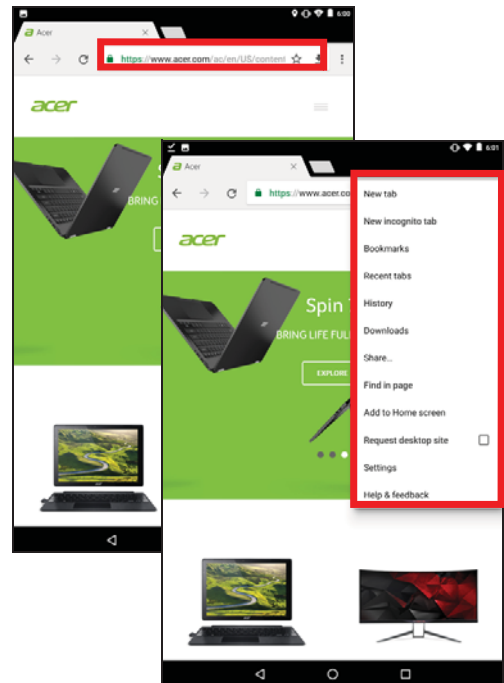 6:00
Acer
https://www.acer.com/ac/en/US/content
acer
BRING
6:01
Acer
https://www.acer.co
acer
Spin
BRING LIFE FUL
EXPLORE
New tab
New incognito tab
Bookmarks
Recent tabs
History
Downloads
Share...
Find in page
Add to Home screen
Request desktop site
Settings
Help & feedback